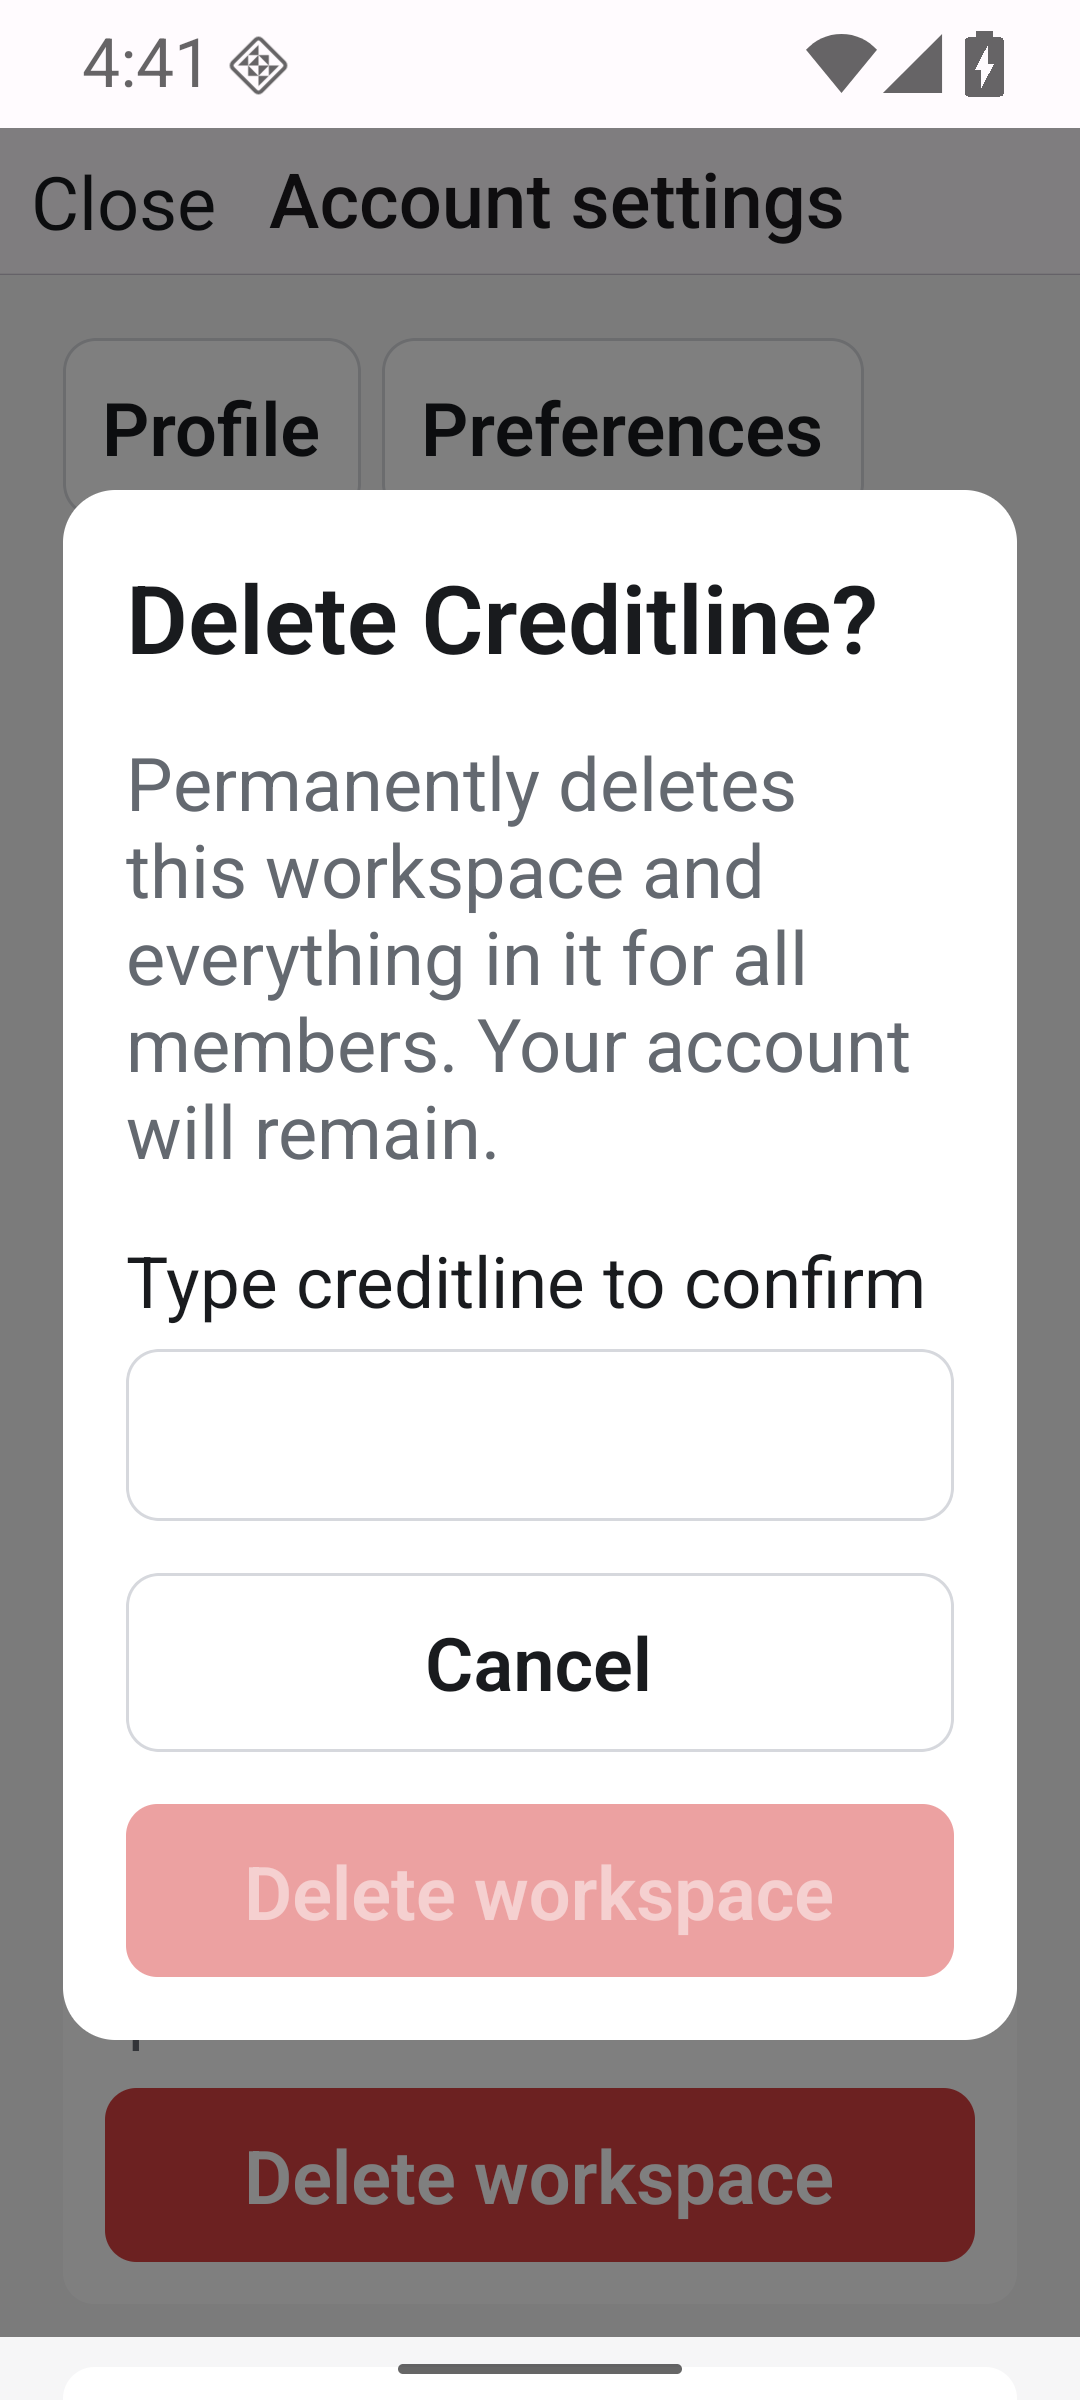 4:41
Close Account settings
Profile Preferences
Delete Creditline?
Permanently deletes
this workspace and
everything in it for all
members. Your account
will remain.
Type creditline to confirm
Cancel
Delete workspace
Delete workspace